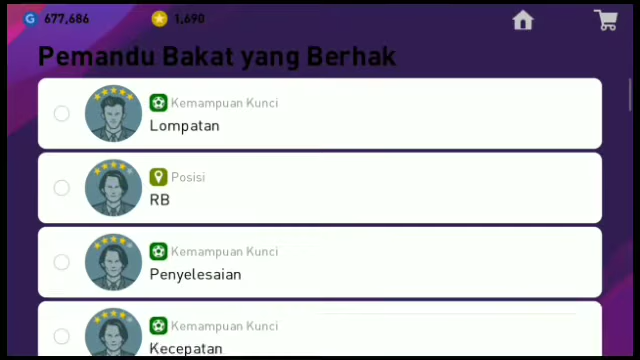 G 677,686
1,690
Pemandu Bakat yang Berhak
Kemampuan Kunci
Lompatan
Posisi
RB
Kemampuan Kunci
Penyelesaian
Kemampuan Kunci
Kecepatan